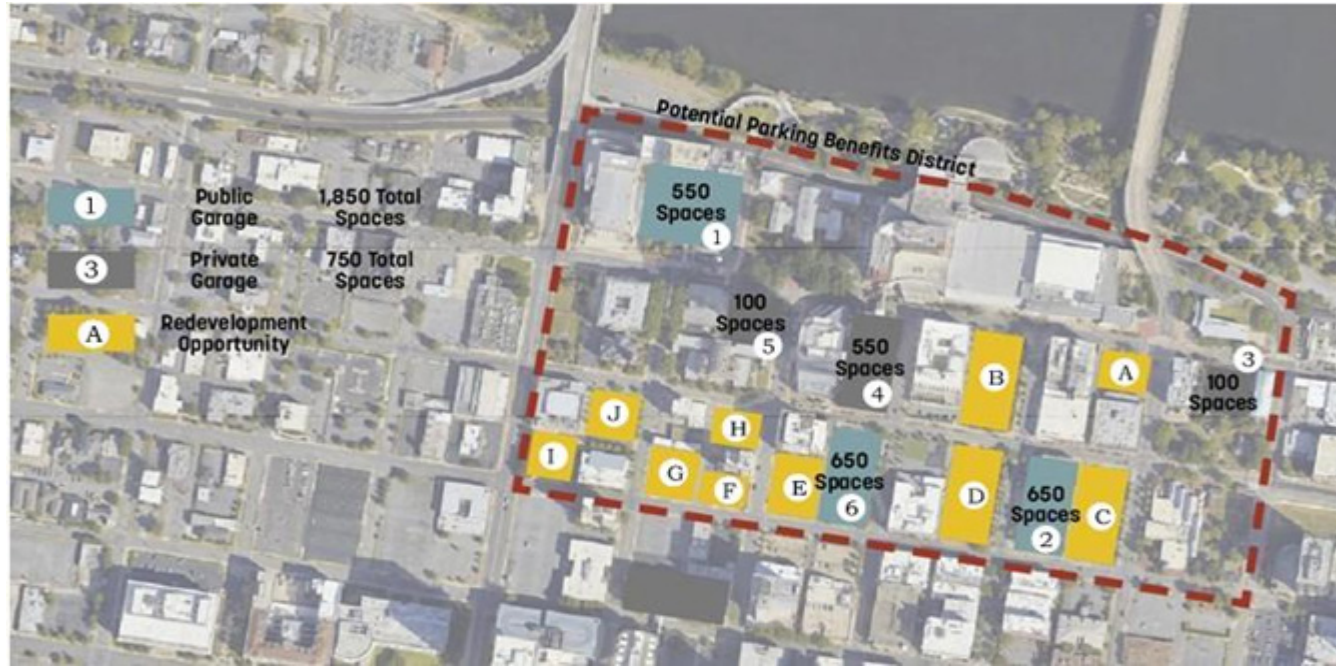 Potential Parking Benefits District
1 Public Garage 1,850 Total Spaces
3 Private Garage 750 Total Spaces
A Redevelopment Opportunity
550 Spaces
1
100 Spaces
5
550 Spaces
4
B
A
3
100 Spaces
J
H
I
G
F
E
650 Spaces
6
D
650 Spaces
2
C